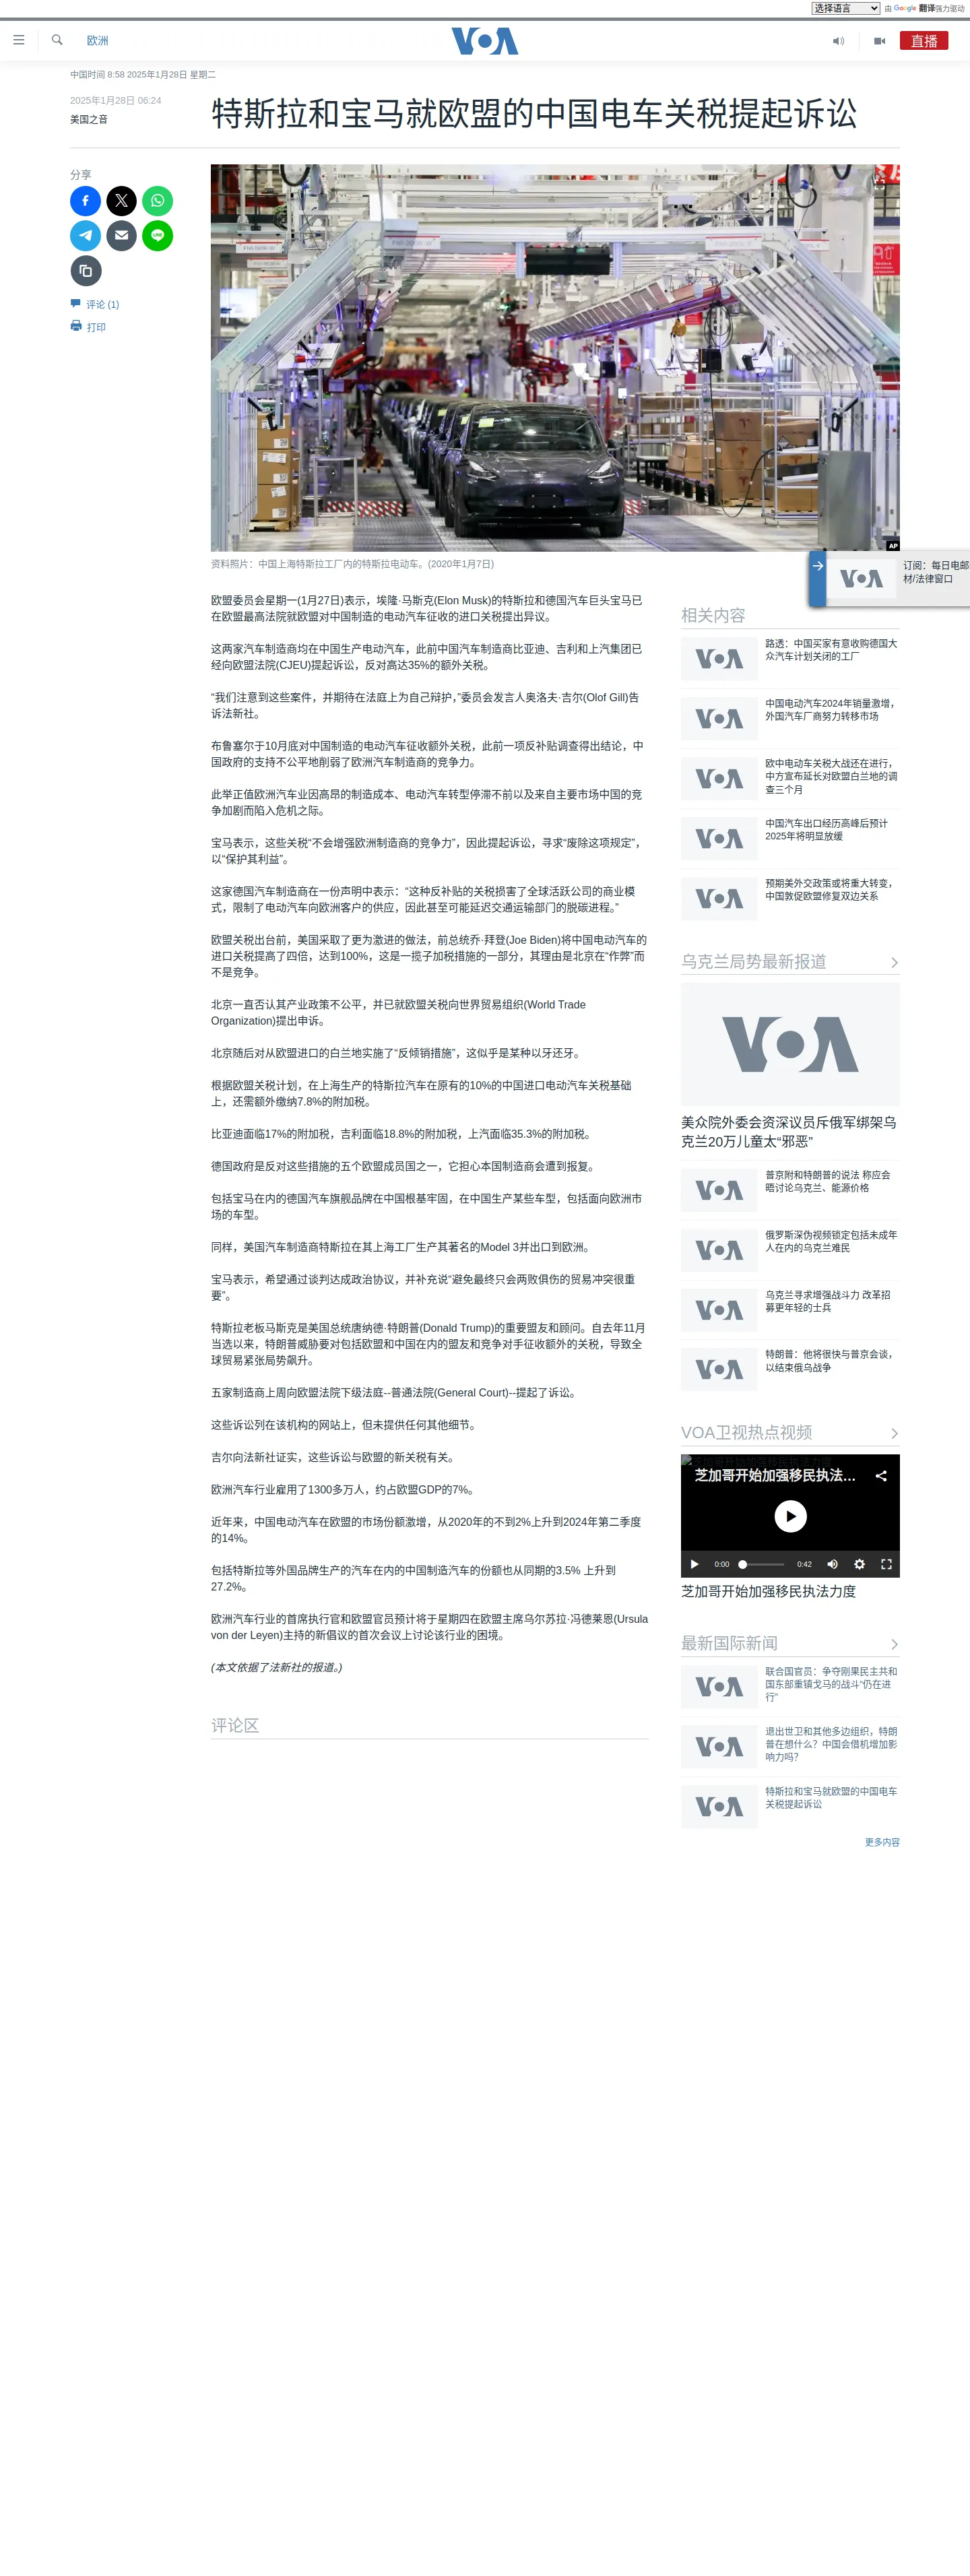 选择语言
由 Google 翻译强力驱动
欧洲
VOA
直播
中国时间 8:58 2025年1月28日 星期二
2025年1月28日 06:24
美国之音
特斯拉和宝马就欧盟的中国电车关税提起诉讼
分享
LINE
评论 (1)
打印
AP
资料照片：中国上海特斯拉工厂内的特斯拉电动车。(2020年1月7日)
订阅：每日电邮
材/法律窗口
欧盟委员会星期一(1月27日)表示，埃隆·马斯克(Elon Musk)的特斯拉和德国汽车巨头宝马已
在欧盟最高法院就欧盟对中国制造的电动汽车征收的进口关税提出异议。
这两家汽车制造商均在中国生产电动汽车，此前中国汽车制造商比亚迪、吉利和上汽集团已
经向欧盟法院(CJEU)提起诉讼，反对高达35%的额外关税。
“我们注意到这些案件，并期待在法庭上为自己辩护，”委员会发言人奥洛夫·吉尔(Olof Gill)告
诉法新社。
布鲁塞尔于10月底对中国制造的电动汽车征收额外关税，此前一项反补贴调查得出结论，中
国政府的支持不公平地削弱了欧洲汽车制造商的竞争力。
此举正值欧洲汽车业因高昂的制造成本、电动汽车转型停滞不前以及来自主要市场中国的竞
争加剧而陷入危机之际。
宝马表示，这些关税“不会增强欧洲制造商的竞争力”，因此提起诉讼，寻求“废除这项规定”，
以“保护其利益”。
这家德国汽车制造商在一份声明中表示：“这种反补贴的关税损害了全球活跃公司的商业模
式，限制了电动汽车向欧洲客户的供应，因此甚至可能延迟交通运输部门的脱碳进程。”
欧盟关税出台前，美国采取了更为激进的做法，前总统乔·拜登(Joe Biden)将中国电动汽车的
进口关税提高了四倍，达到100%，这是一揽子加税措施的一部分，其理由是北京在“作弊”而
不是竞争。
北京一直否认其产业政策不公平，并已就欧盟关税向世界贸易组织(World Trade
Organization)提出申诉。
北京随后对从欧盟进口的白兰地实施了“反倾销措施”，这似乎是某种以牙还牙。
根据欧盟关税计划，在上海生产的特斯拉汽车在原有的10%的中国进口电动汽车关税基础
上，还需额外缴纳7.8%的附加税。
比亚迪面临17%的附加税，吉利面临18.8%的附加税，上汽面临35.3%的附加税。
德国政府是反对这些措施的五个欧盟成员国之一，它担心本国制造商会遭到报复。
包括宝马在内的德国汽车旗舰品牌在中国根基牢固，在中国生产某些车型，包括面向欧洲市
场的车型。
同样，美国汽车制造商特斯拉在其上海工厂生产其著名的Model 3并出口到欧洲。
宝马表示，希望通过谈判达成政治协议，并补充说“避免最终只会两败俱伤的贸易冲突很重
要”。
特斯拉老板马斯克是美国总统唐纳德·特朗普(Donald Trump)的重要盟友和顾问。自去年11月
当选以来，特朗普威胁要对包括欧盟和中国在内的盟友和竞争对手征收额外的关税，导致全
球贸易紧张局势飙升。
五家制造商上周向欧盟法院下级法庭--普通法院(General Court)--提起了诉讼。
这些诉讼列在该机构的网站上，但未提供任何其他细节。
吉尔向法新社证实，这些诉讼与欧盟的新关税有关。
欧洲汽车行业雇用了1300多万人，约占欧盟GDP的7%。
近年来，中国电动汽车在欧盟的市场份额激增，从2020年的不到2%上升到2024年第二季度
的14%。
包括特斯拉等外国品牌生产的汽车在内的中国制造汽车的份额也从同期的3.5% 上升到
27.2%。
欧洲汽车行业的首席执行官和欧盟官员预计将于星期四在欧盟主席乌尔苏拉·冯德莱恩(Ursula
von der Leyen)主持的新倡议的首次会议上讨论该行业的困境。
(本文依据了法新社的报道。)
评论区
相关内容
VOA
路透：中国买家有意收购德国大
众汽车计划关闭的工厂
VOA
中国电动汽车2024年销量激增，
外国汽车厂商努力转移市场
VOA
欧中电动车关税大战还在进行，
中方宣布延长对欧盟白兰地的调
查三个月
VOA
中国汽车出口经历高峰后预计
2025年将明显放缓
VOA
预期美外交政策或将重大转变，
中国敦促欧盟修复双边关系
VOA
乌克兰局势最新报道
VOA
美众院外委会资深议员斥俄军绑架乌
克兰20万儿童太“邪恶”
普京附和特朗普的说法 称应会
晤讨论乌克兰、能源价格
VOA
俄罗斯深伪视频锁定包括未成年
人在内的乌克兰难民
VOA
乌克兰寻求增强战斗力 改革招
募更年轻的士兵
VOA
特朗普：他将很快与普京会谈，
以结束俄乌战争
VOA
VOA卫视热点视频
芝加哥开始加强移民执法力度
芝加哥开始加强移民执法...
0:00
0:42
芝加哥开始加强移民执法力度
最新国际新闻
联合国官员：争夺刚果民主共和
国东部重镇戈马的战斗“仍在进
行”
VOA
退出世卫和其他多边组织，特朗
普在想什么？中国会借机增加影
响力吗？
VOA
特斯拉和宝马就欧盟的中国电车
关税提起诉讼
VOA
更多内容